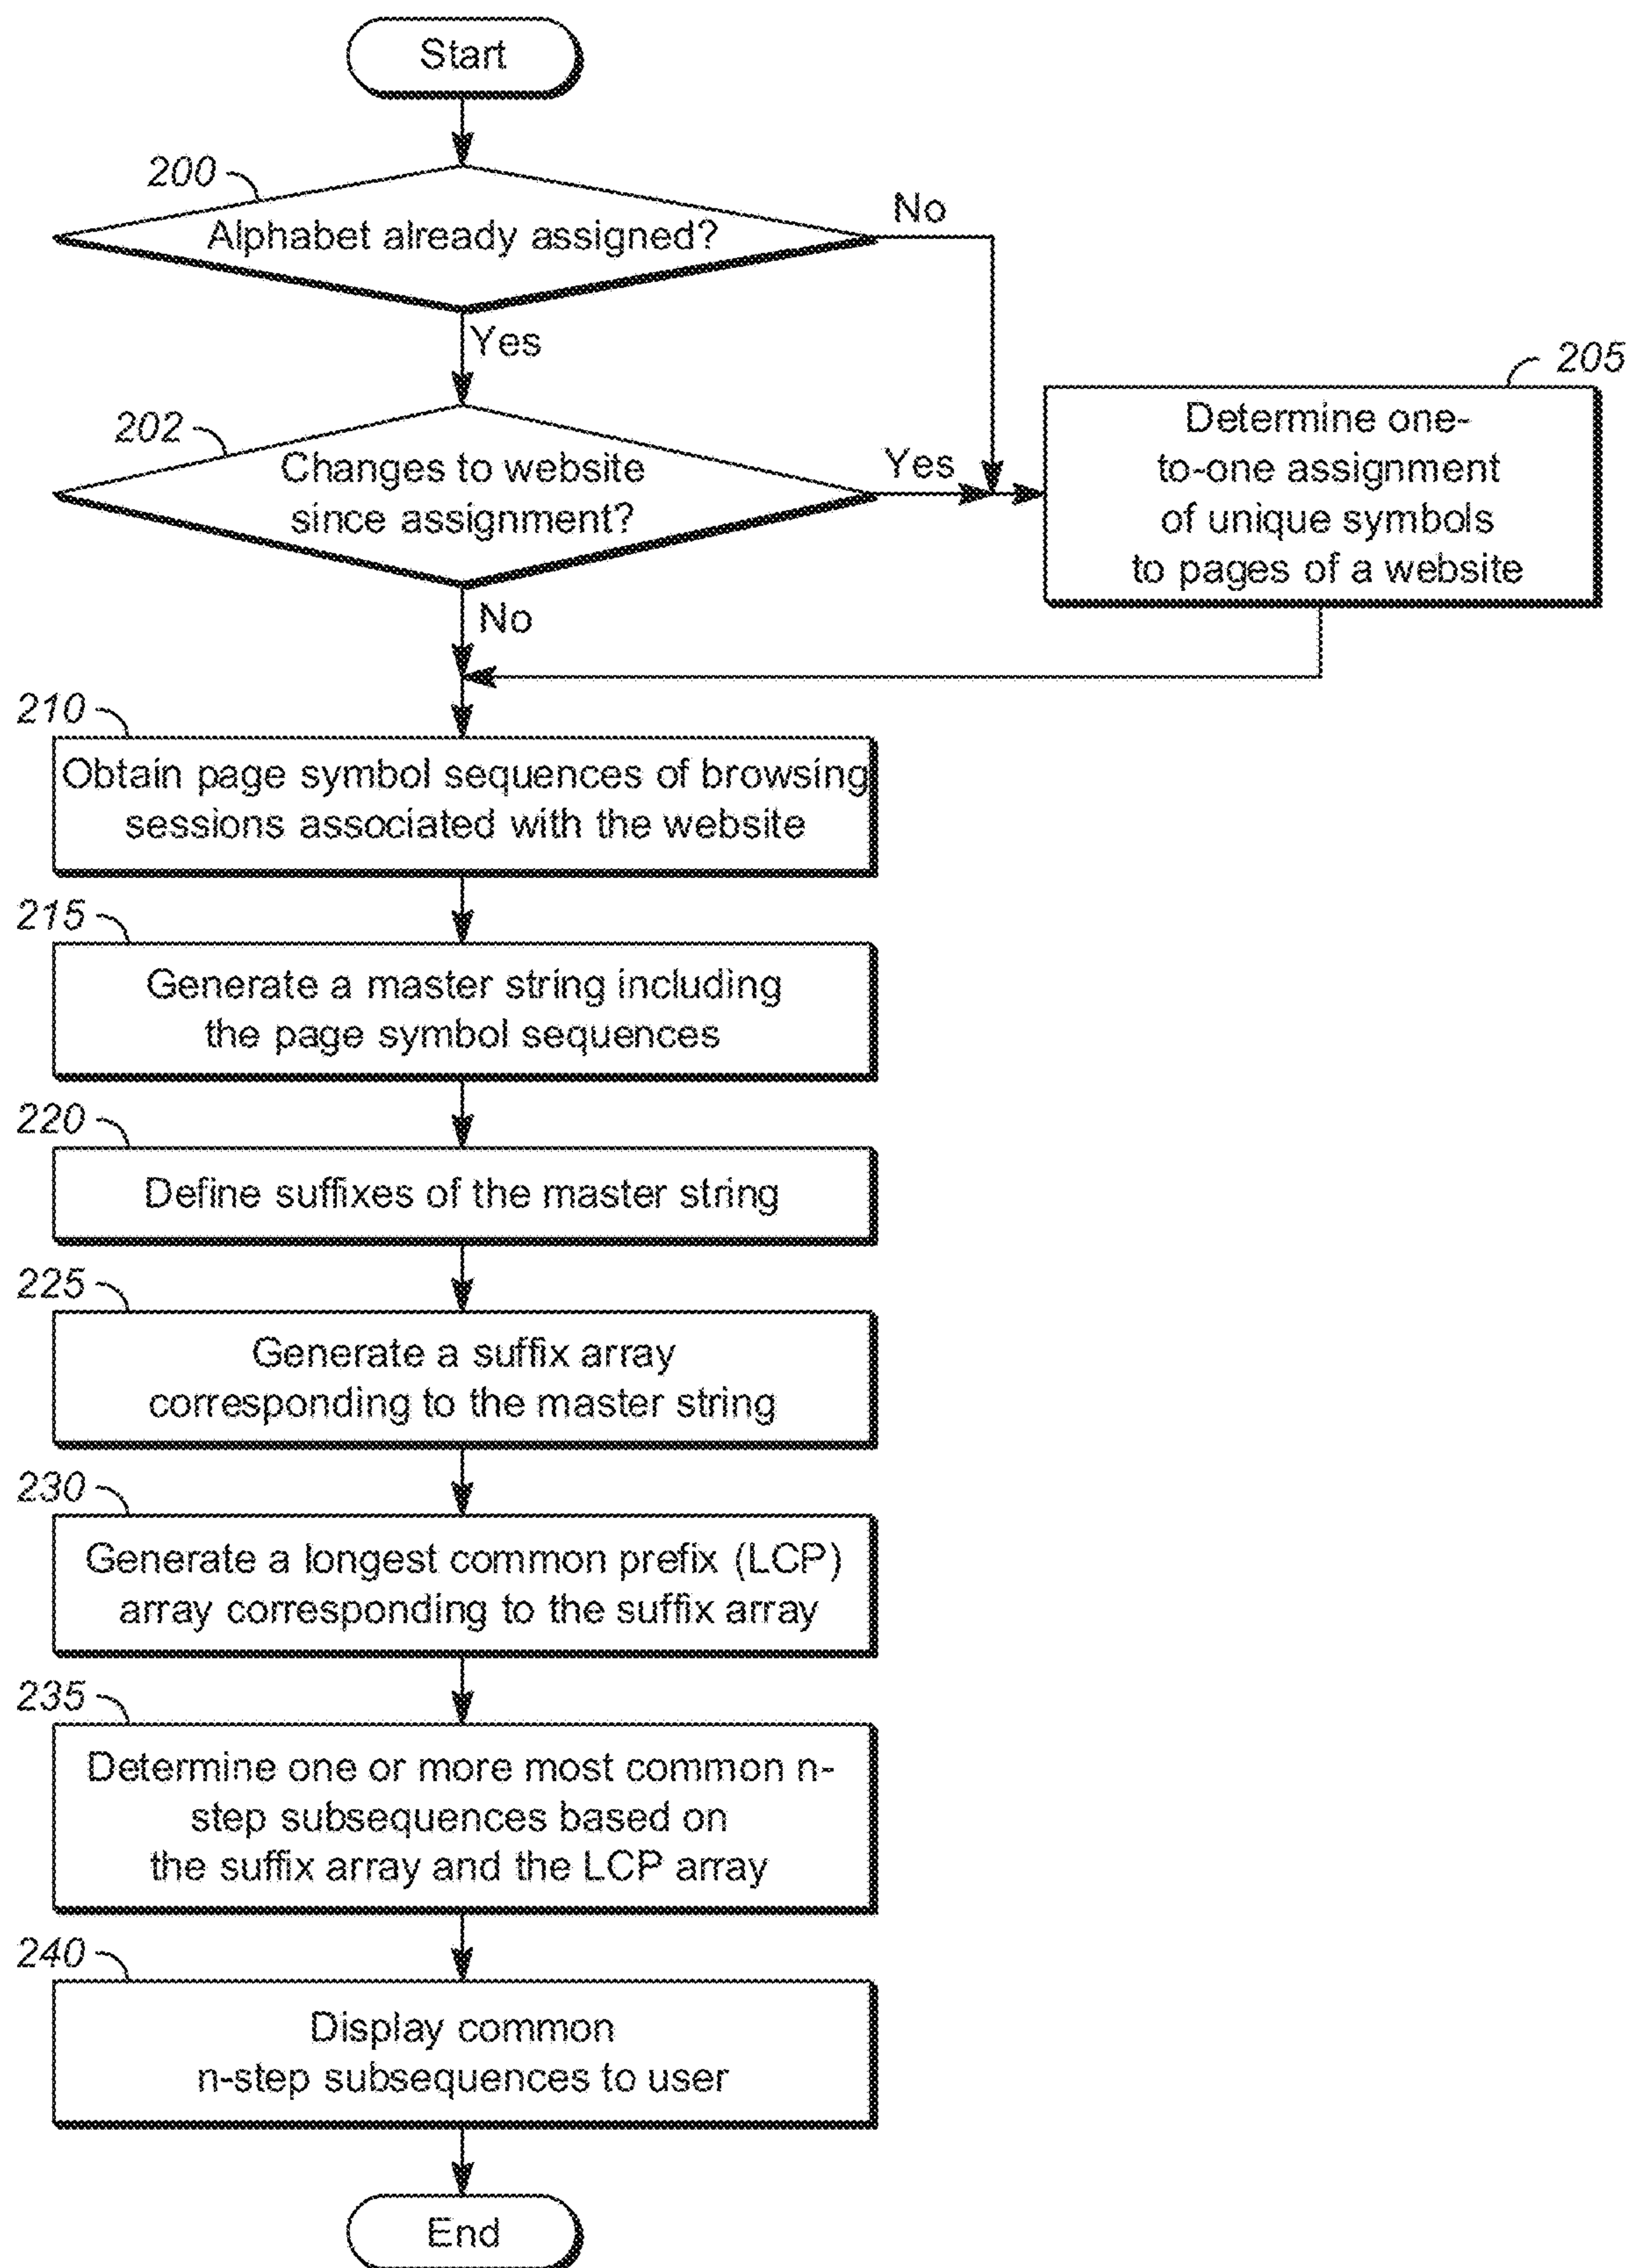 Start
200
Alphabet already assigned?
No
Yes
205
202
Changes to website
since assignment?
Yes
Determine one-
to-one assignment
of unique symbols
to pages of a website
No
210
Obtain page symbol sequences of browsing
sessions associated with the website
215
Generate a master string including
the page symbol sequences
220
Define suffixes of the master string
225
Generate a suffix array
corresponding to the master string
230
Generate a longest common prefix (LCP)
array corresponding to the suffix array
235
Determine one or more most common n-
step subsequences based on
the suffix array and the LCP array
240
Display common
n-step subsequences to user
End